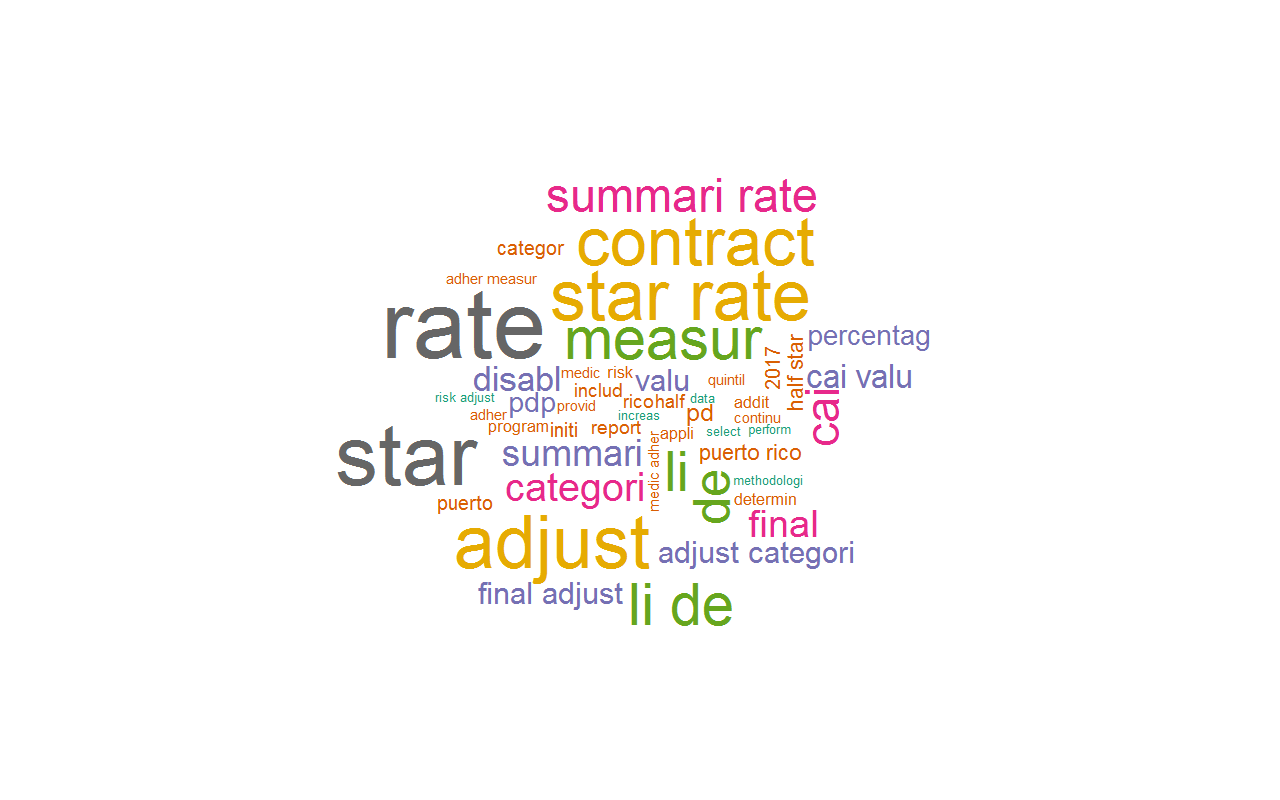 summari rate
contract
categor
adher measur
star rate
rate
measur
percentag
half star
2017
disabl
medic
risk
valu
quintil
cai valu
includ
risk adjust
pdp
provid
rico
half
data
addit
cai
adher
increas
pd
continu
program
initi
report
appli
select
perform
star
summari
medic adher
li
puerto rico
categori
de
methodologi
puerto
determin
final
adjust
adjust categori
final adjust
li de